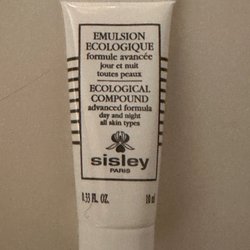 EMULSION
ECOLOGIQUE
formule avancée
jour et nuit
toutes peaux
ECOLOGICAL
COMPOUND
advanced formula
day and night
all skin types
sisley
PARIS
0.33 FL. OZ. 10 ml